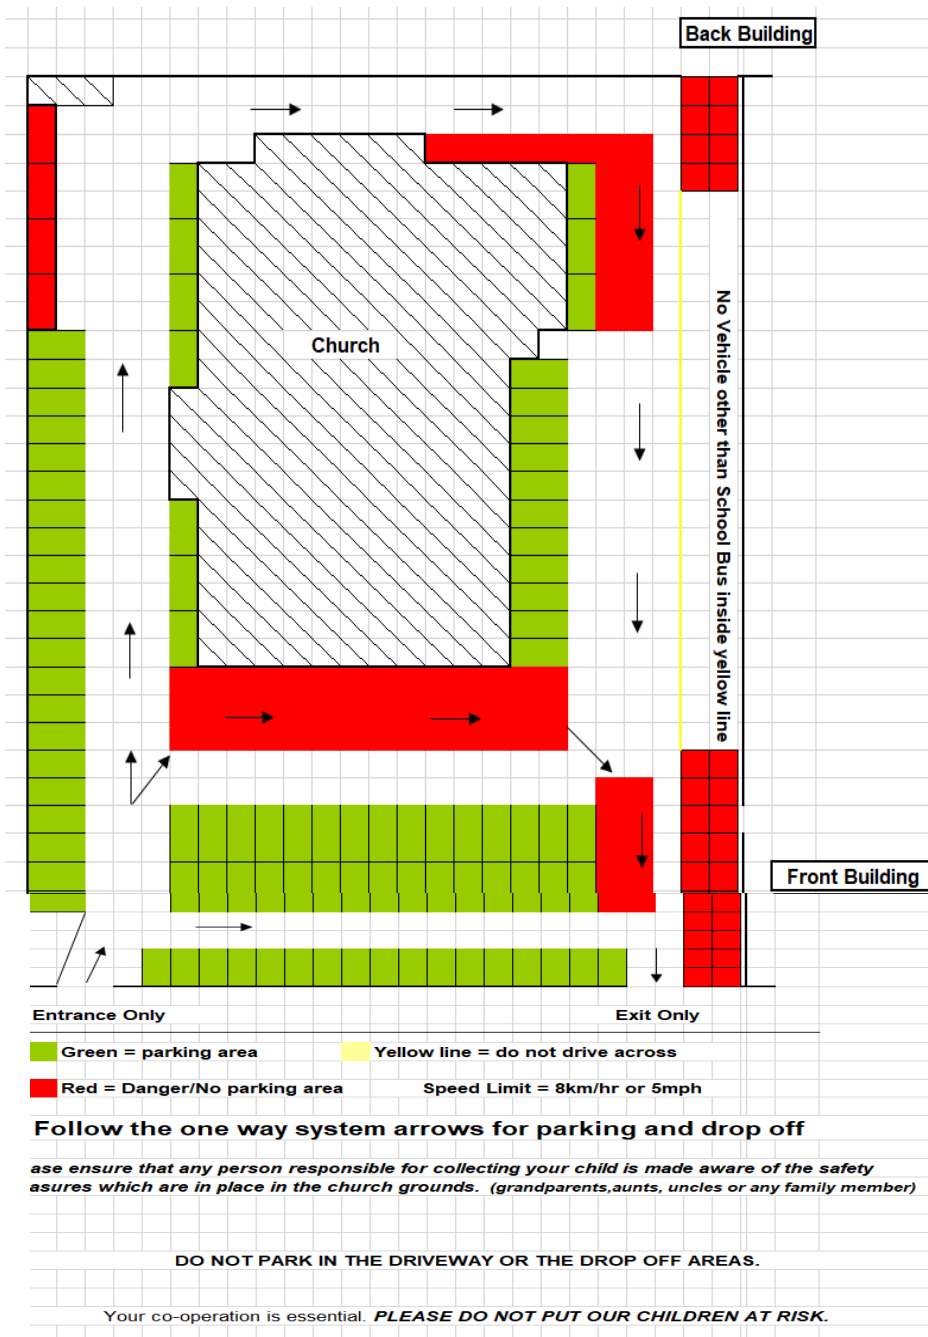 Back Building
Church
No Vehicle other than School Bus inside yellow line
Front Building
Entrance Only
Exit Only
Green = parking area
Yellow line = do not drive across
Red = Danger/No parking area
Speed Limit = 8km/hr or 5mph
Follow the one way system arrows for parking and drop off
ase ensure that any person responsible for collecting your child is made aware of the safety
asures which are in place in the church grounds. (grandparents,aunts, uncles or any family member)
DO NOT PARK IN THE DRIVEWAY OR THE DROP OFF AREAS.
Your co-operation is essential. PLEASE DO NOT PUT OUR CHILDREN AT RISK.